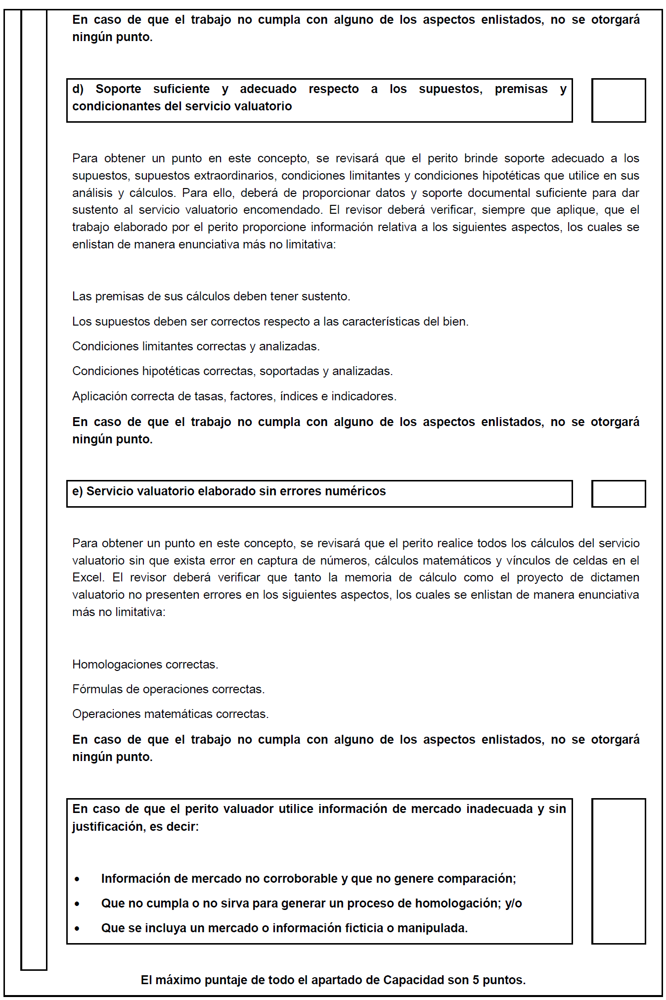 En caso de que el trabajo no cumpla con alguno de los aspectos enlistados, no se otorgará
ningún punto.
d) Soporte suficiente y adecuado respecto a los supuestos, premisas y
condicionantes del servicio valuatorio
Para obtener un punto en este concepto, se revisará que el perito brinde soporte adecuado a los
supuestos, supuestos extraordinarios, condiciones limitantes y condiciones hipotéticas que utilice en sus
análisis y cálculos. Para ello, deberá de proporcionar datos y soporte documental suficiente para dar
sustento al servicio valuatorio encomendado. El revisor deberá verificar, siempre que aplique, que el
trabajo elaborado por el perito proporcione información relativa a los siguientes aspectos, los cuales se
enlistan de manera enunciativa más no limitativa:
Las premisas de sus cálculos deben tener sustento.
Los supuestos deben ser correctos respecto a las características del bien.
Condiciones limitantes correctas y analizadas.
Condiciones hipotéticas correctas, soportadas y analizadas.
Aplicación correcta de tasas, factores, índices e indicadores.
En caso de que el trabajo no cumpla con alguno de los aspectos enlistados, no se otorgará
ningún punto.
e) Servicio valuatorio elaborado sin errores numéricos
Para obtener un punto en este concepto, se revisará que el perito realice todos los cálculos del servicio
valuatorio sin que exista error en captura de números, cálculos matemáticos y vínculos de celdas en el
Excel. El revisor deberá verificar que tanto la memoria de cálculo como el proyecto de dictamen
valuatorio no presenten errores en los siguientes aspectos, los cuales se enlistan de manera enunciativa
más no limitativa:
Homologaciones correctas.
Fórmulas de operaciones correctas.
Operaciones matemáticas correctas.
En caso de que el trabajo no cumpla con alguno de los aspectos enlistados, no se otorgará
ningún punto.
En caso de que el perito valuador utilice información de mercado inadecuada y sin
justificación, es decir:
• Información de mercado no corroborable y que no genere comparación;
• Que no cumpla o no sirva para generar un proceso de homologación; y/o
• Que se incluya un mercado o información ficticia o manipulada.
El máximo puntaje de todo el apartado de Capacidad son 5 puntos.